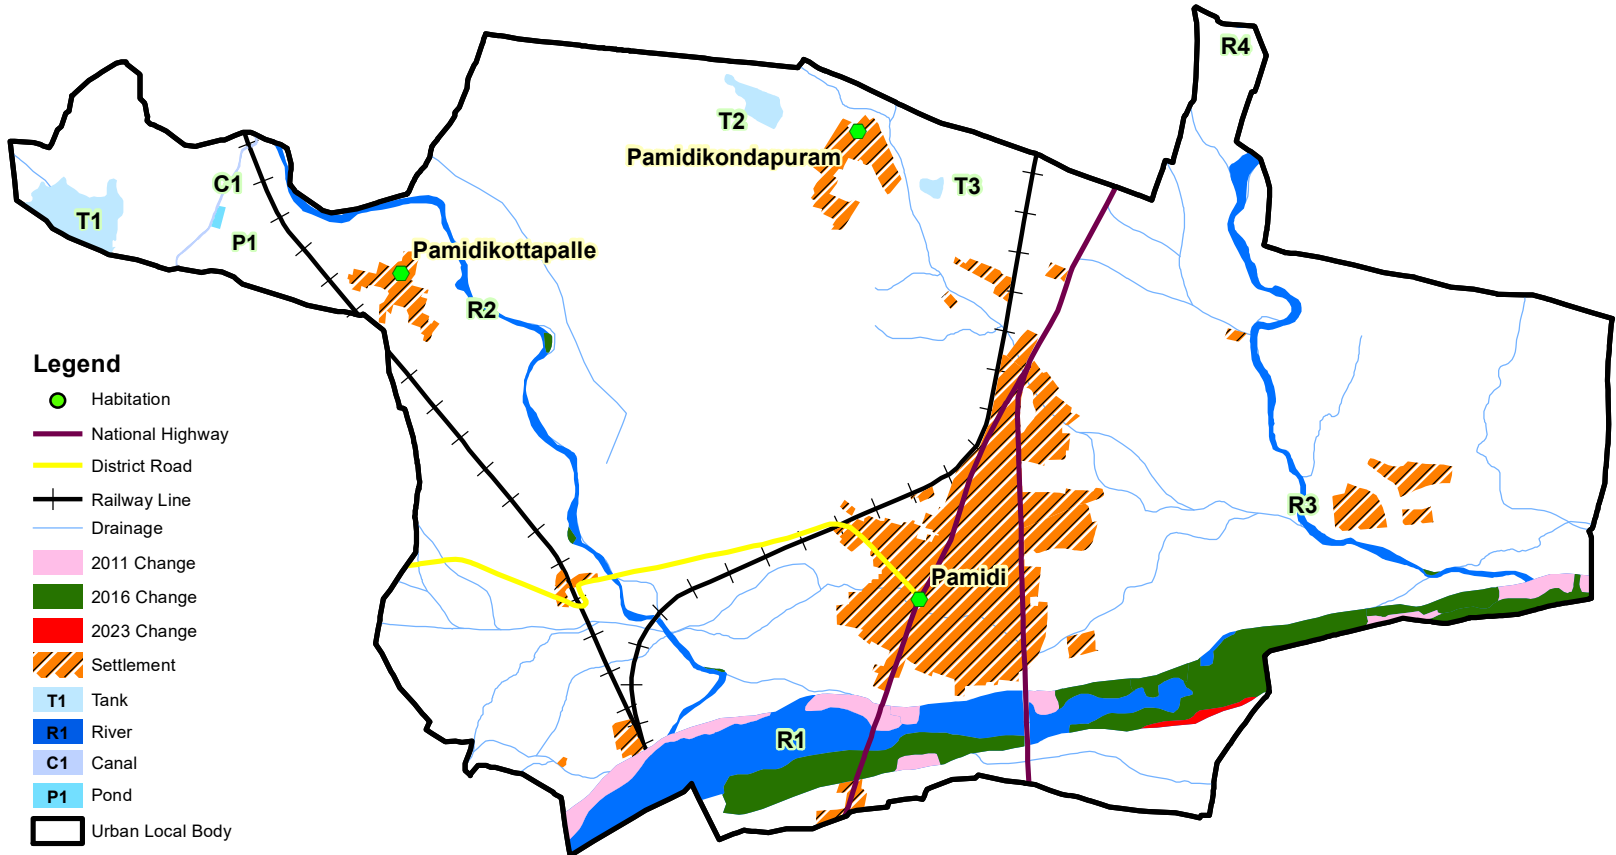 R4
T2
Pamidikondapuram
T3
C1
T1
P1
Pamidikottapalle
R2
R3
Pamidi
R1
Legend
Habitation
National Highway
District Road
Railway Line
Drainage
2011 Change
2016 Change
2023 Change
Settlement
T1 Tank
R1 River
C1 Canal
P1 Pond
Urban Local Body